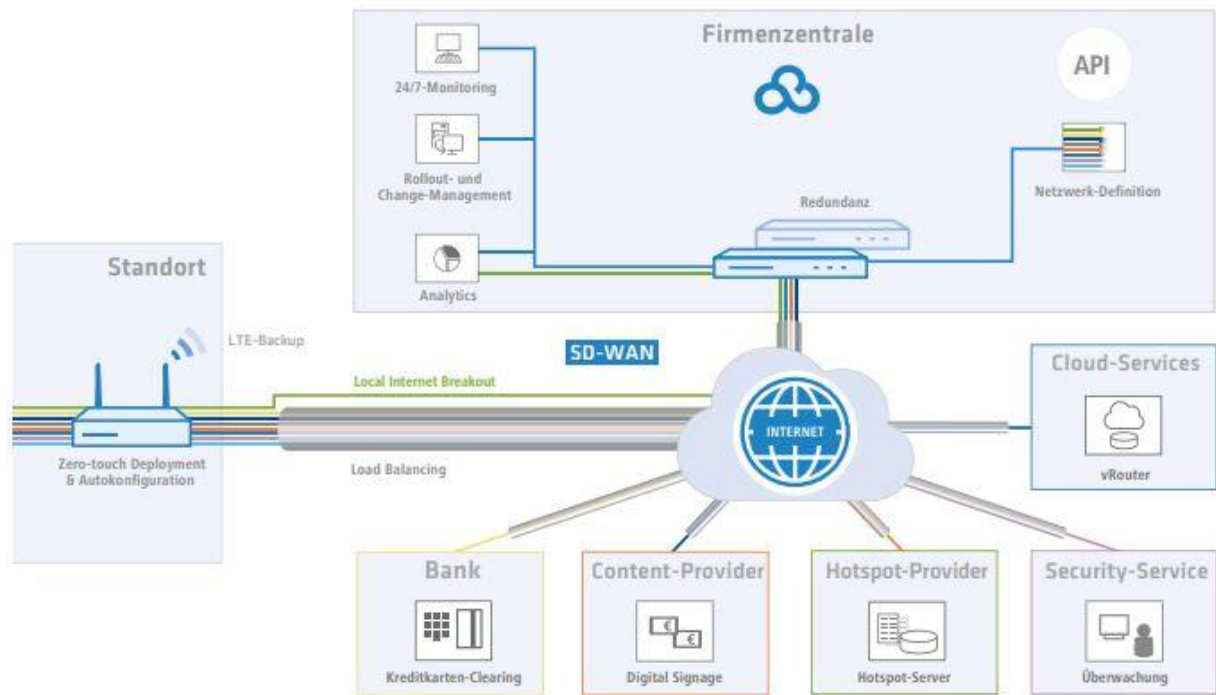 Firmenzentrale
API
24/7-Monitoring
Rollout- und
Change-Management
Analytics
Redundanz
Netzwerk-Definition
Standort
LTE-Backup
SD-WAN
Local Internet Breakout
INTERNET
Load Balancing
Zero-touch Deployment
& Autokonfiguration
Cloud-Services
vRouter
Bank
Kreditkarten-Clearing
Content-Provider
€
€
Digital Signage
Hotspot-Provider
Hotspot-Server
Security-Service
Überwachung